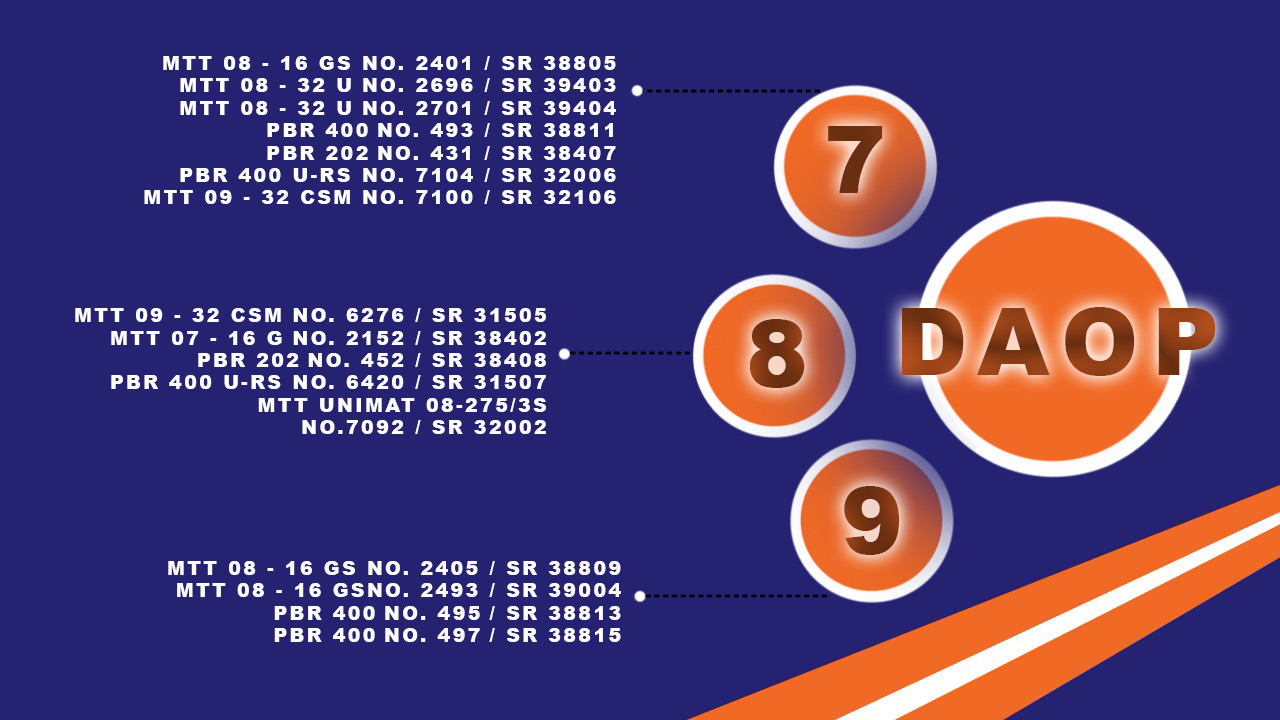 MTT 08 - 16 GS NO. 2401 / SR 38805
MTT 08 - 32 U NO. 2696 / SR 39403
MTT 08 - 32 U NO. 2701 / SR 39404
PBR 400 NO. 493 / SR 38811
PBR 202 NO. 431 / SR 38407
PBR 400 U-RS NO. 7104 / SR 32006
MTT 09 - 32 CSM NO. 7100 / SR 32106
7
MTT 09 - 32 CSM NO. 6276 / SR 31505
MTT 07 - 16 G NO. 2152 / SR 38402
PBR 202 NO. 452 / SR 38408
PBR 400 U-RS NO. 6420 / SR 31507
MTT UNIMAT 08-275/3S
NO.7092 / SR 32002
8
DAOP
MTT 08 - 16 GS NO. 2405 / SR 38809
MTT 08 - 16 GSNO. 2493 / SR 39004
PBR 400 NO. 495 / SR 38813
PBR 400 NO. 497 / SR 38815
9